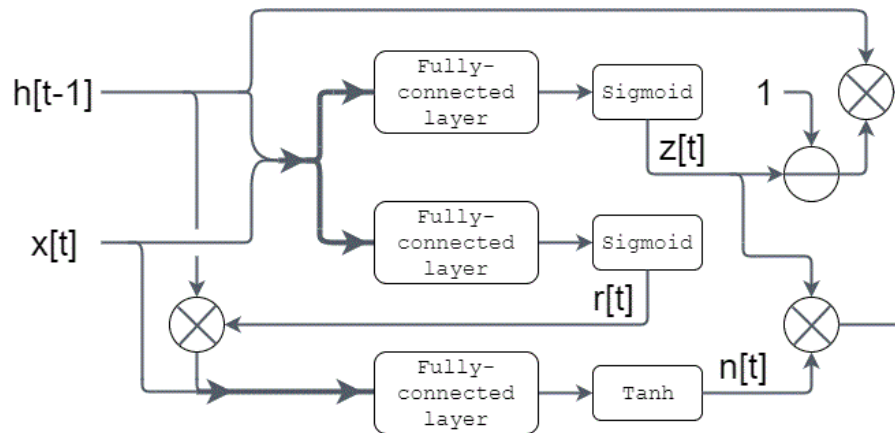 Fully-
connected
layer
Sigmoid
1
h[t-1]
z[t]
Fully-
connected
layer
Sigmoid
x[t]
r[t]
Fully-
connected
layer
Tanh
n[t]